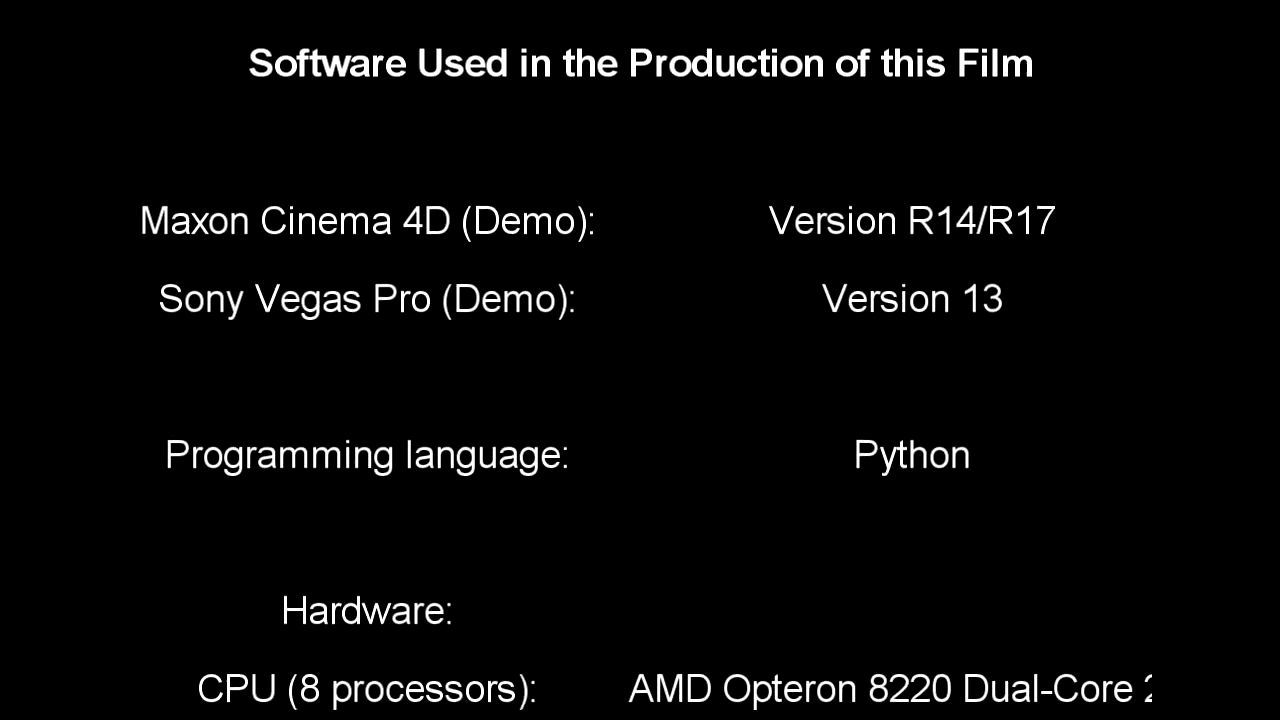 Software Used in the Production of this Film
Maxon Cinema 4D (Demo): Version R14/R17
Sony Vegas Pro (Demo): Version 13
Programming language: Python
Hardware:
CPU (8 processors): AMD Opteron 8220 Dual-Core